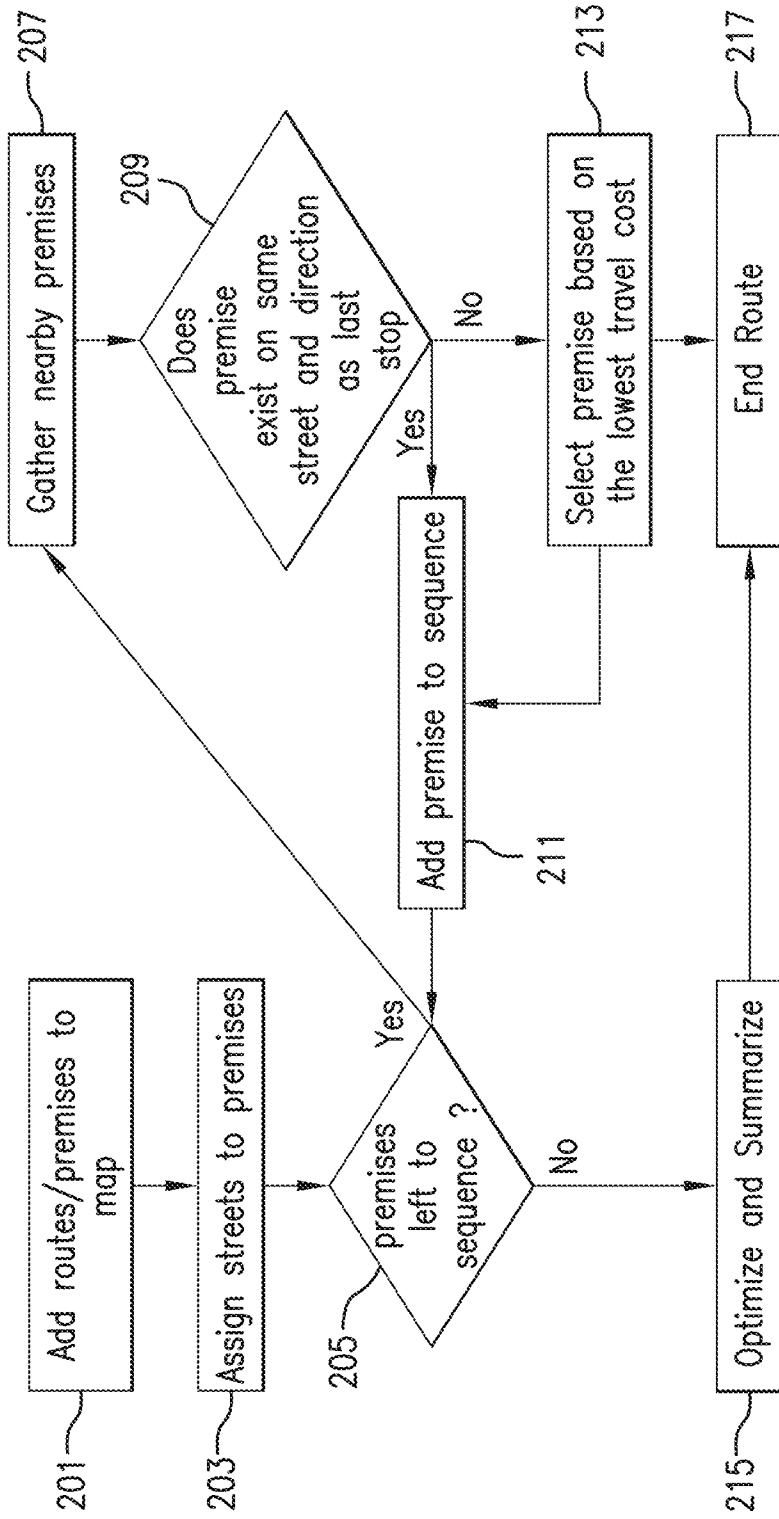 201
Add routes/premises to
map
203
Assign streets to premises
205
premises
left to
sequence ?
Yes
No
207
Gather nearby premises
209
Does
premise
exist on same
street and direction
as last
stop
Yes
No
Add premise to sequence
211
213
Select premise based on
the lowest travel cost
215
Optimize and Summarize
217
End Route